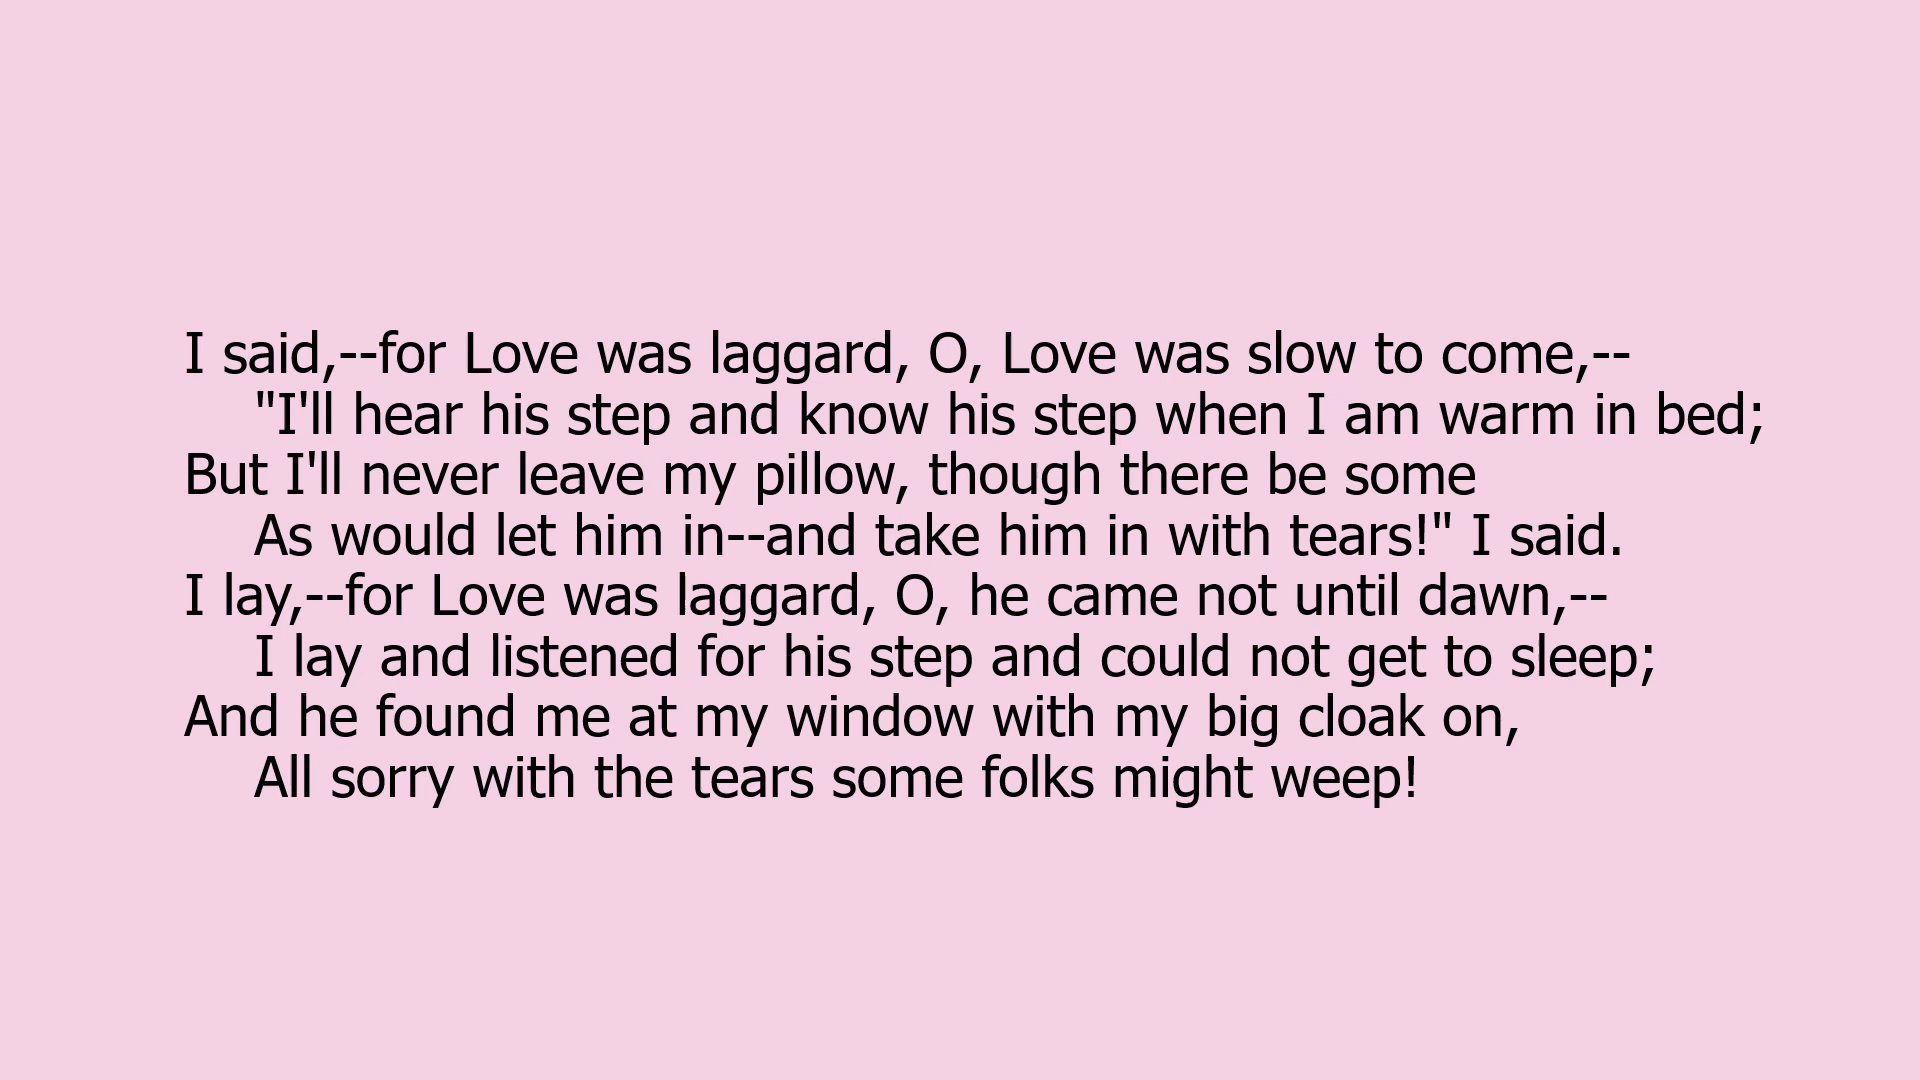 I said,--for Love was laggard, O, Love was slow to come,--
"I'll hear his step and know his step when I am warm in bed;
But I'll never leave my pillow, though there be some
As would let him in--and take him in with tears!" I said.
I lay,--for Love was laggard, O, he came not until dawn,--
I lay and listened for his step and could not get to sleep;
And he found me at my window with my big cloak on,
All sorry with the tears some folks might weep!